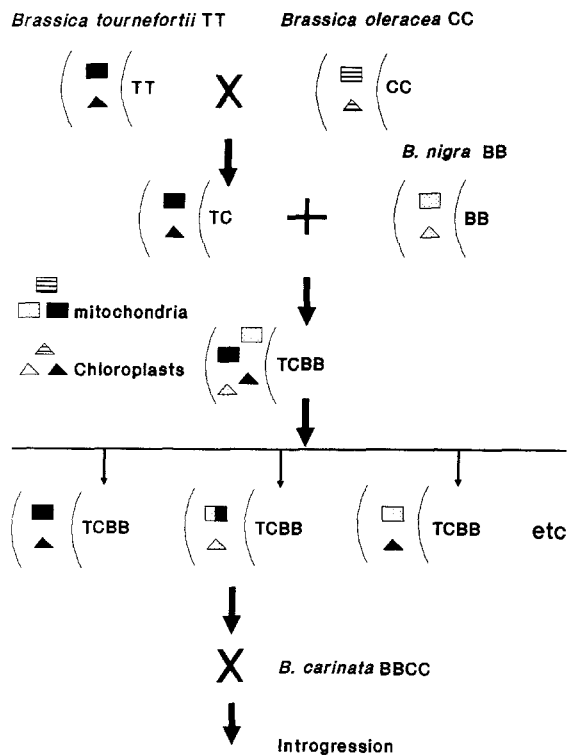 Brassica tournefortii TT Brassica oleracea CC
TT X CC
B. nigra BB
TC + BB
mitochondria
Chloroplasts
TCBB
TCBB TCBB TCBB etc
X B. carinata BBCC
Introgression